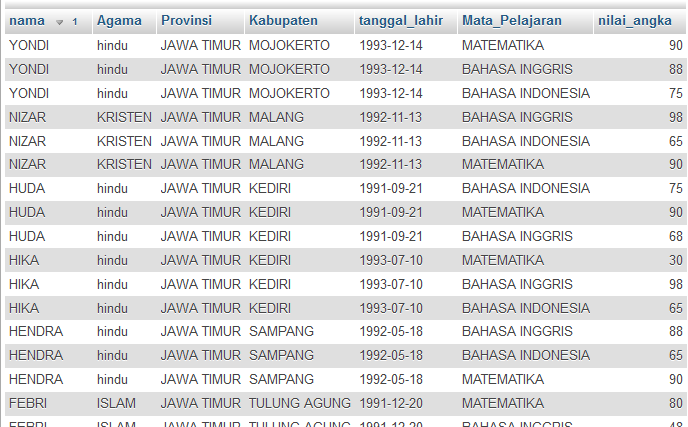 nama 1 Agama Provinsi Kabupaten tanggal_lahir Mata_Pelajaran nilai_angka
YONDI hindu JAWA TIMUR MOJOKERTO 1993-12-14 MATEMATIKA 90
YONDI hindu JAWA TIMUR MOJOKERTO 1993-12-14 BAHASA INGGRIS 88
YONDI hindu JAWA TIMUR MOJOKERTO 1993-12-14 BAHASA INDONESIA 75
NIZAR KRISTEN JAWA TIMUR MALANG 1992-11-13 BAHASA INGGRIS 98
NIZAR KRISTEN JAWA TIMUR MALANG 1992-11-13 BAHASA INDONESIA 65
NIZAR KRISTEN JAWA TIMUR MALANG 1992-11-13 MATEMATIKA 90
HUDA hindu JAWA TIMUR KEDIRI 1991-09-21 BAHASA INDONESIA 75
HUDA hindu JAWA TIMUR KEDIRI 1991-09-21 MATEMATIKA 90
HUDA hindu JAWA TIMUR KEDIRI 1991-09-21 BAHASA INGGRIS 68
HIKA hindu JAWA TIMUR KEDIRI 1993-07-10 MATEMATIKA 30
HIKA hindu JAWA TIMUR KEDIRI 1993-07-10 BAHASA INGGRIS 98
HIKA hindu JAWA TIMUR KEDIRI 1993-07-10 BAHASA INDONESIA 65
HENDRA hindu JAWA TIMUR SAMPANG 1992-05-18 BAHASA INGGRIS 88
HENDRA hindu JAWA TIMUR SAMPANG 1992-05-18 BAHASA INDONESIA 65
HENDRA hindu JAWA TIMUR SAMPANG 1992-05-18 MATEMATIKA 90
FEBRI ISLAM JAWA TIMUR TULUNG AGUNG 1991-12-20 MATEMATIKA 80
FEBRI ISLAM JAWA TIMUR TULUNG AGUNG 1991-12-20 BAHASA INGGRIS 48